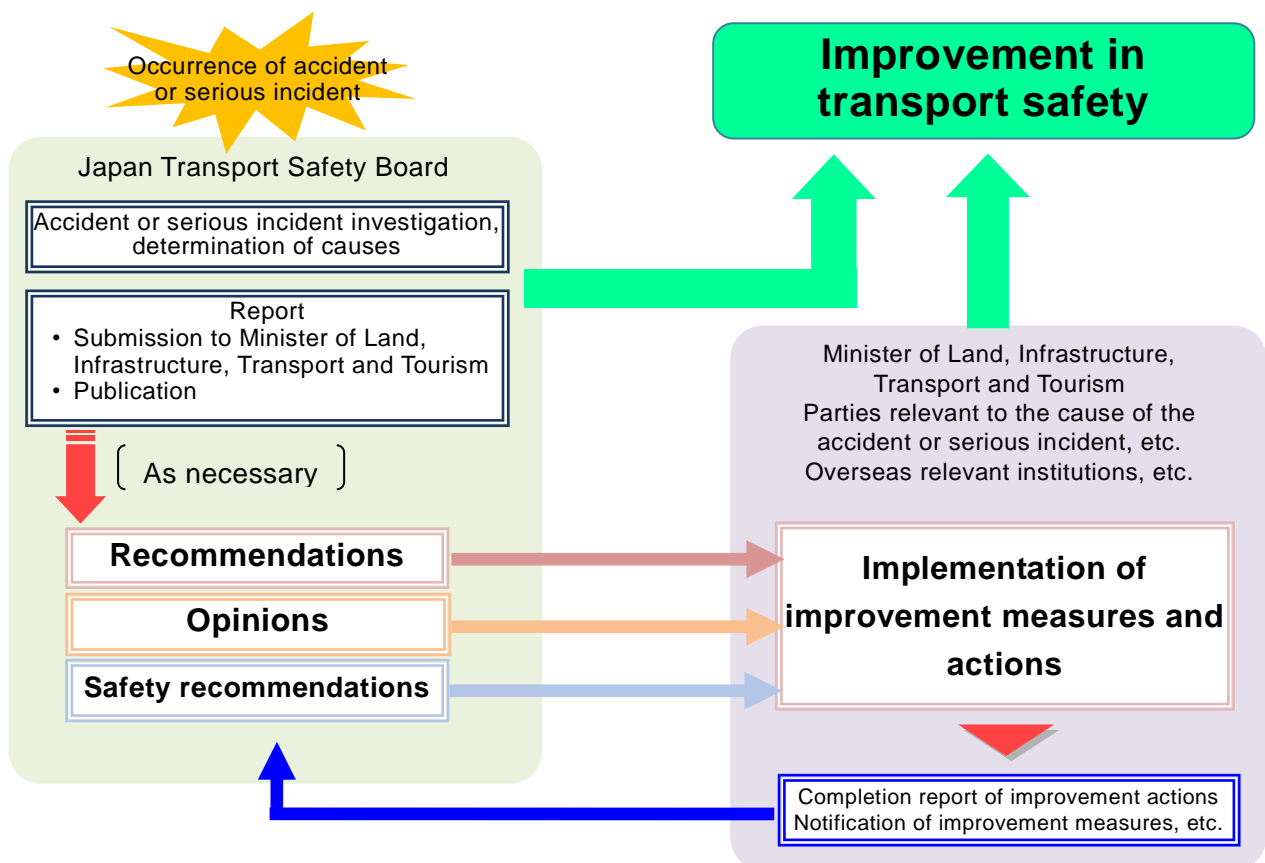 Occurrence of accident
or serious incident
Improvement in
transport safety
Japan Transport Safety Board
Accident or serious incident investigation,
determination of causes
Report
• Submission to Minister of Land,
Infrastructure, Transport and Tourism
• Publication
[ As necessary ]
Recommendations
Opinions
Safety recommendations
Minister of Land, Infrastructure,
Transport and Tourism
Parties relevant to the cause of the
accident or serious incident, etc.
Overseas relevant institutions, etc.
Implementation of
improvement measures and
actions
Completion report of improvement actions
Notification of improvement measures, etc.